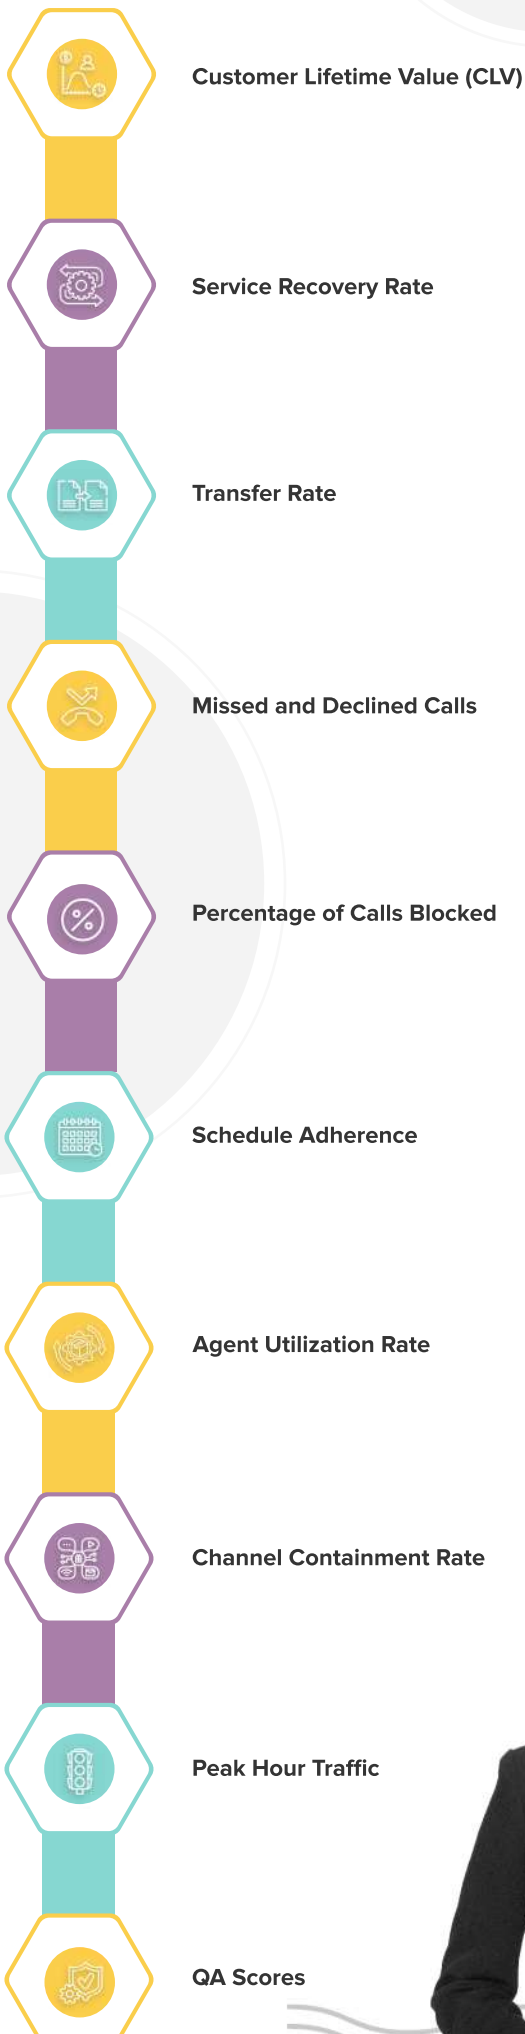 Customer Lifetime Value (CLV)
Service Recovery Rate
Transfer Rate
Missed and Declined Calls
Percentage of Calls Blocked
Schedule Adherence
Agent Utilization Rate
Channel Containment Rate
Peak Hour Traffic
QA Scores